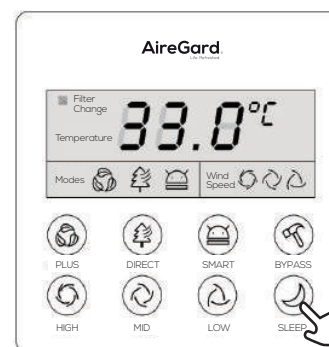 AireGard
Life Refreshed
Filter
Change
Temperature
33.0°C
Modes
Wind
Speed
PLUS
DIRECT
SMART
BYPASS
HIGH
MID
LOW
SLEEP